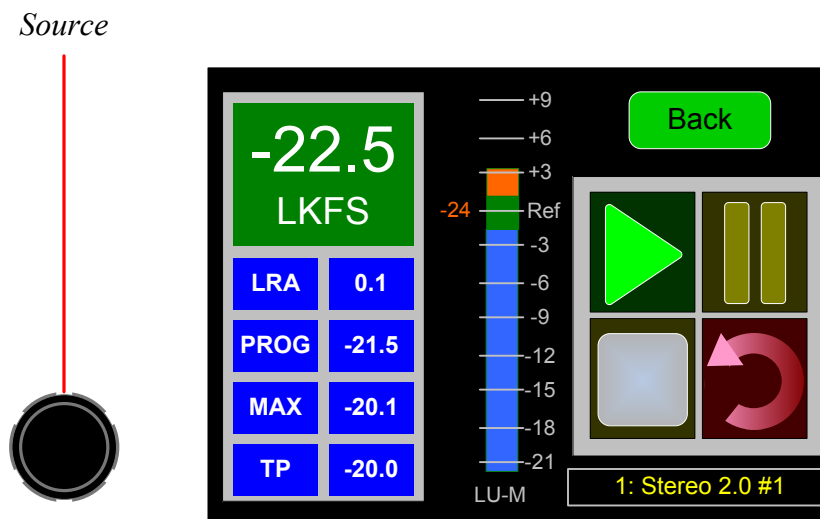 Source
-22.5
LKFS
LRA 0.1
PROG -21.5
MAX -20.1
TP -20.0
+9
+6
+3
-24 Ref
-3
-6
-9
-12
-15
-18
-21
LU-M
Back
1: Stereo 2.0 #1